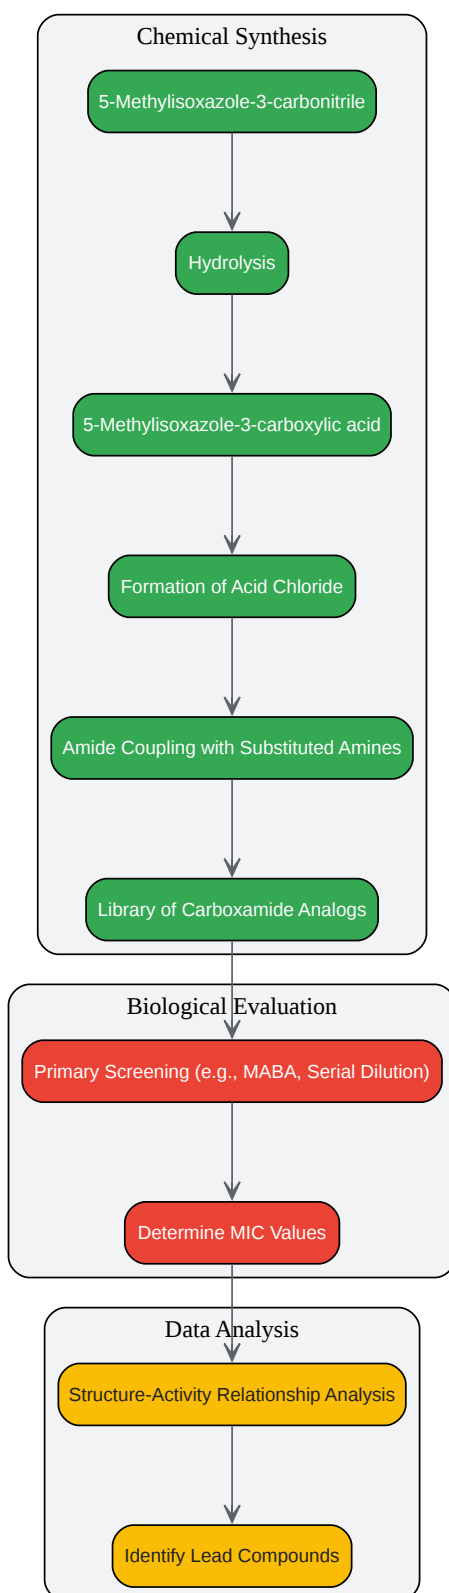 Chemical Synthesis
5-Methylisoxazole-3-carbonitrile
Hydrolysis
5-Methylisoxazole-3-carboxylic acid
Formation of Acid Chloride
Amide Coupling with Substituted Amines
Library of Carboxamide Analogs
Biological Evaluation
Primary Screening (e.g., MABA, Serial Dilution)
Determine MIC Values
Data Analysis
Structure-Activity Relationship Analysis
Identify Lead Compounds